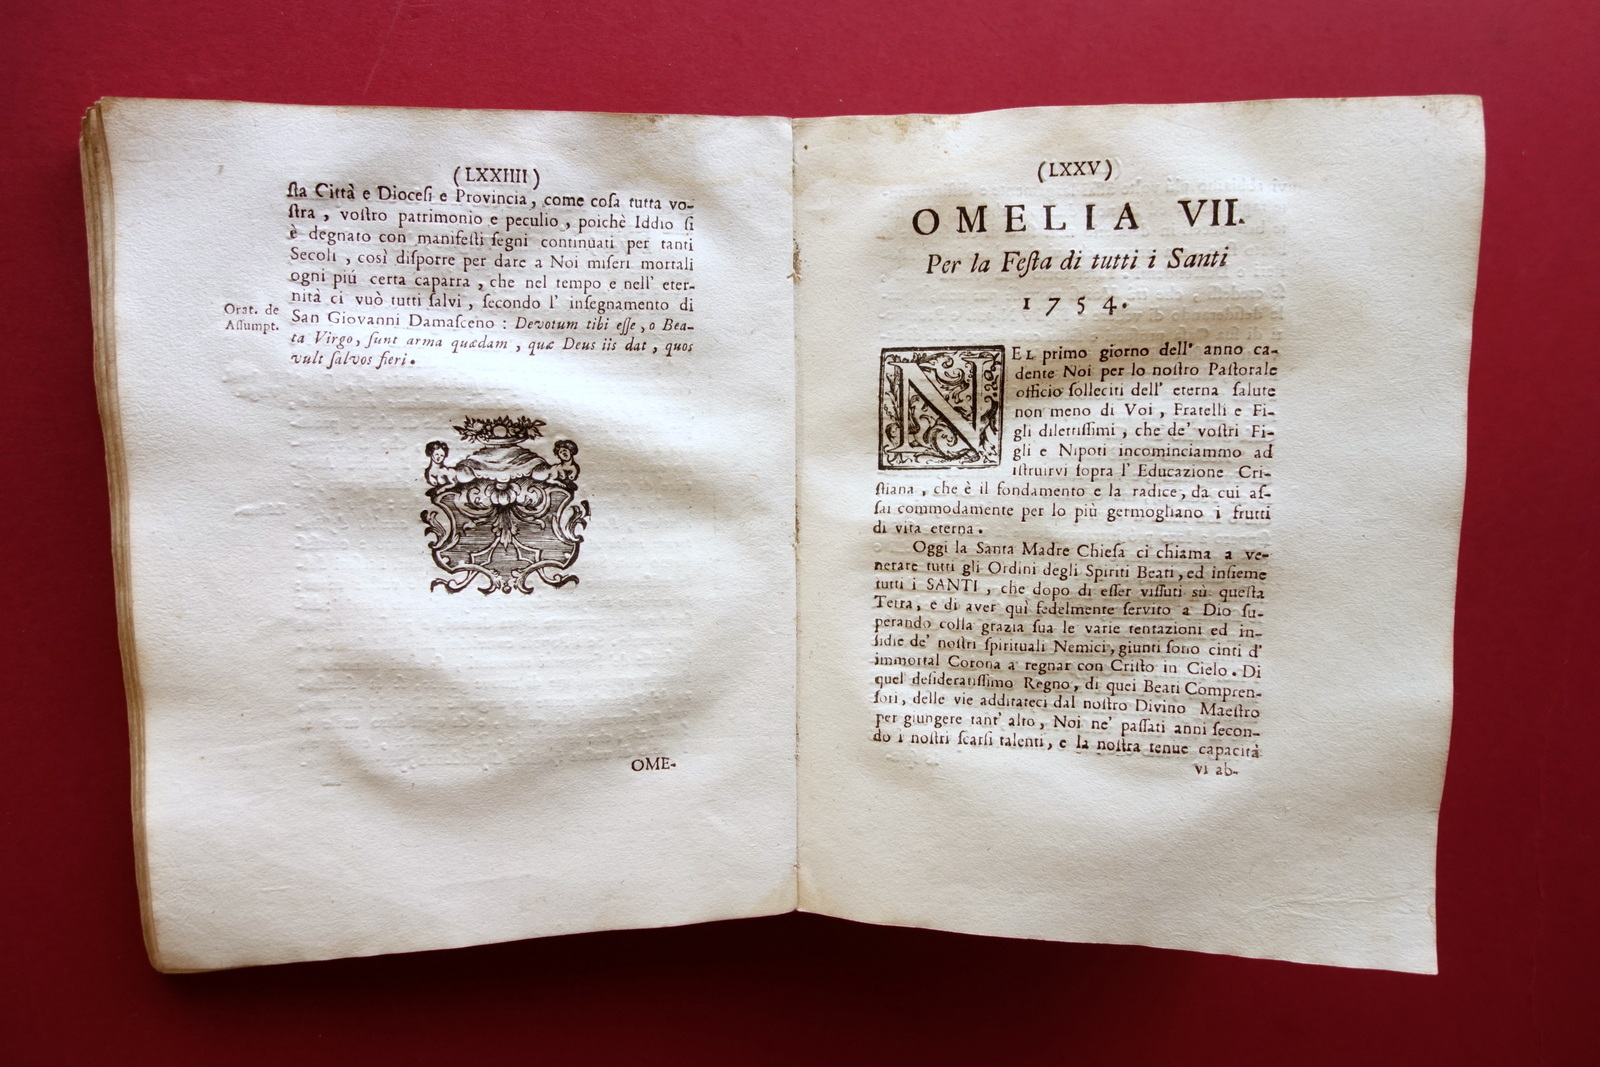 (LXXIIII)
ſta Città e Dioceſi e Provincia, come coſa tutta vo-
ſtra, voſtro patrimonio e peculio, poichè Iddio ſi
è degnato con manifeſti ſegni continuati per tanti
Secoli, così diſporre per dare a Noi miſeri mortali
ogni piú certa caparra, che nel tempo e nell' eter-
nità ci vuò tutti ſalvi, ſecondo l' inſegnamento di
San Giovanni Damaſceno : Devotum tibi eſſe, o Bea-
ta Virgo, ſunt arma quædam, quæ Deus iis dat, quos
vult ſalvos fieri.
Orat. de
Aſſumpt.
OME-
(LXXV)
OMELIA VII.
Per la Feſta di tutti i Santi
1754.
NEL primo giorno dell' anno ca-
dente Noi per lo noſtro Paſtorale
officio ſolleciti dell' eterna ſalute
non meno di Voi, Fratelli e Fi-
gli dilettiſſimi, che de' voſtri Fi-
gli e Nipoti incominciammo ad
iſtruirvi ſopra l' Educazione Cri-
ſtiana, che è il fondamento e la radice, da cui aſ-
ſai commodamente per lo più germogliano i frutti
di vita eterna.
Oggi la Santa Madre Chieſa ci chiama a ve-
nerare tutti gli Ordini degli Spiriti Beati, ed inſieme
tutti i SANTI, che dopo di eſſer viſſuti sù queſta
Terra, e di aver quì fedelmente ſervito a Dio ſu-
perando colla grazia ſua le varie tentazioni ed in-
ſidie de' noſtri ſpirituali Nemici, giunti ſono cinti d'
immortal Corona a regnar con Criſto in Cielo. Di
quel deſideratiſſimo Regno, di quei Beati Compren-
ſori, delle vie additateci dal noſtro Divino Maeſtro
per giungere tant' alto, Noi ne' paſſati anni ſecon-
do i noſtri ſcarſi talenti, e la noſtra tenue capacità
vi ab-